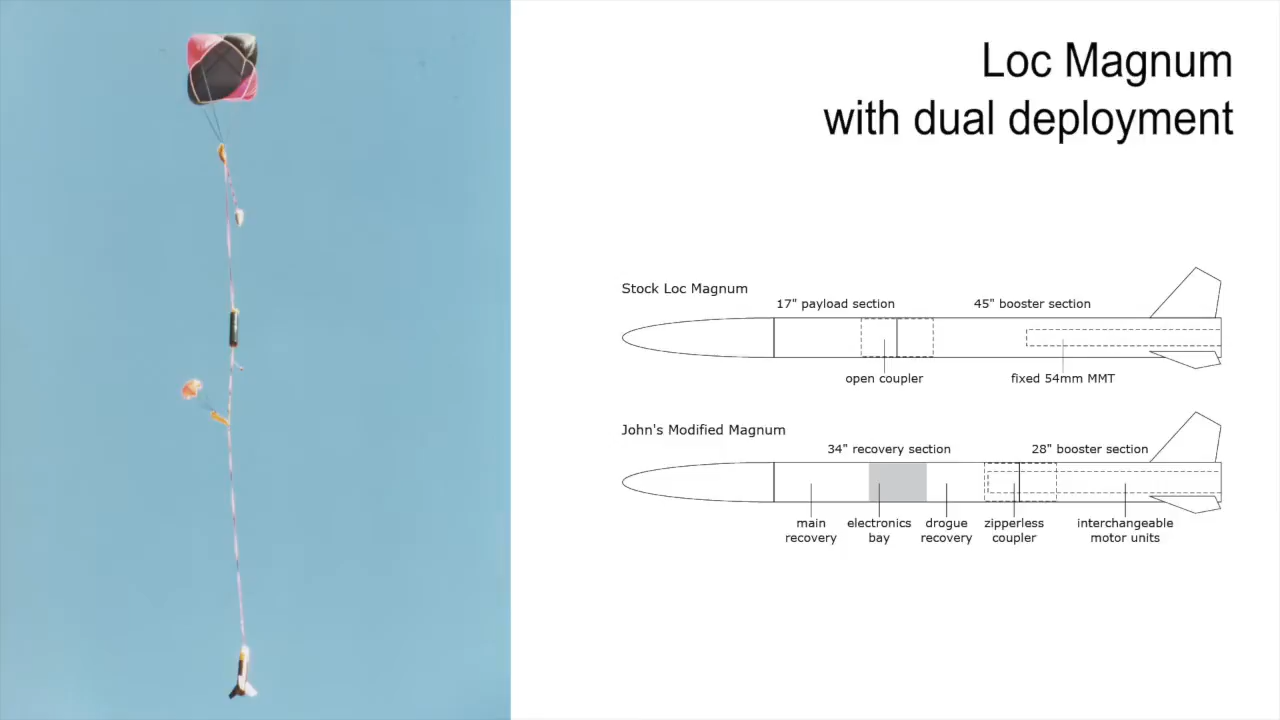 Loc Magnum
with dual deployment
Stock Loc Magnum
17" payload section
45" booster section
open coupler
fixed 54mm MMT
John's Modified Magnum
34" recovery section
28" booster section
main
recovery
electronics
bay
drogue
recovery
zipperless
coupler
interchangeable
motor units